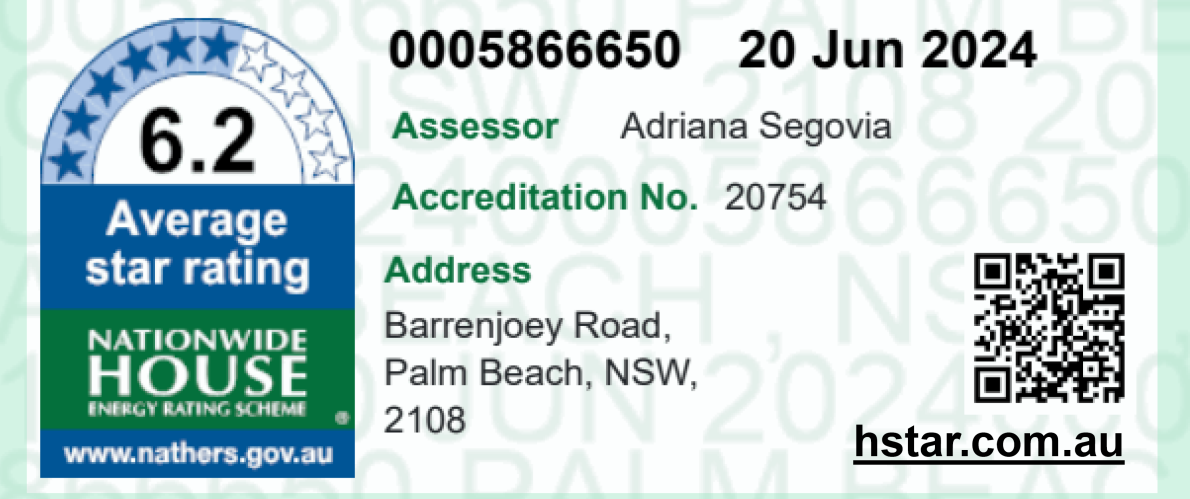 0005866650 20 Jun 2024
6.2
Average
star rating
NATIONWIDE
HOUSE
ENERGY RATING SCHEME ®
www.nathers.gov.au
Assessor Adriana Segovia
Accreditation No. 20754
Address
Barrenjoey Road,
Palm Beach, NSW,
2108
hstar.com.au